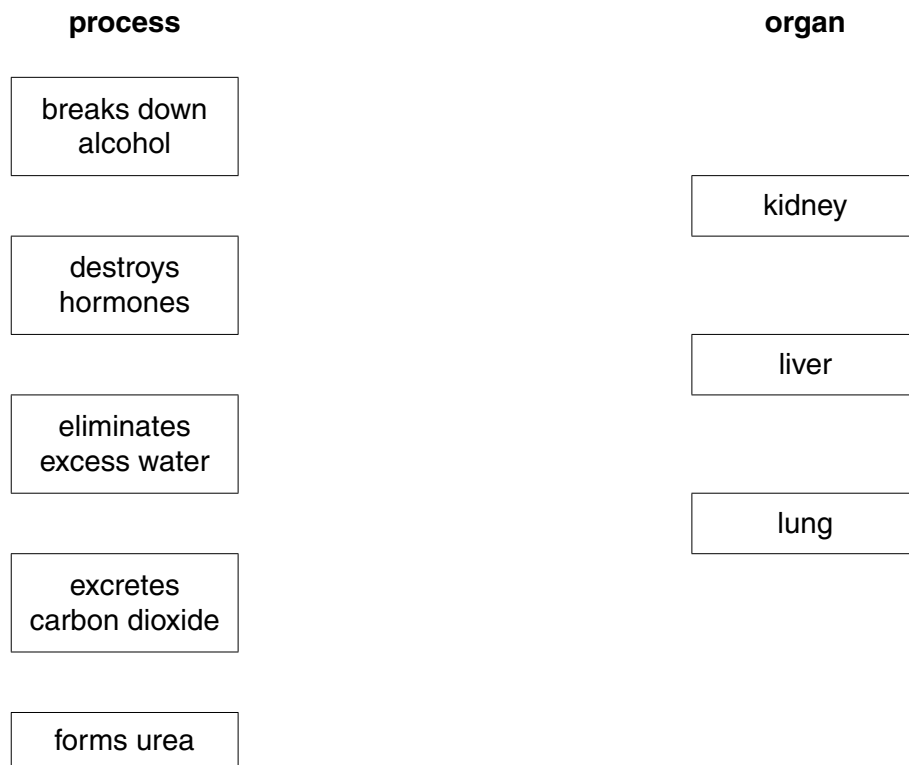 process
organ
breaks down
alcohol
kidney
destroys
hormones
liver
eliminates
excess water
lung
excretes
carbon dioxide
forms urea